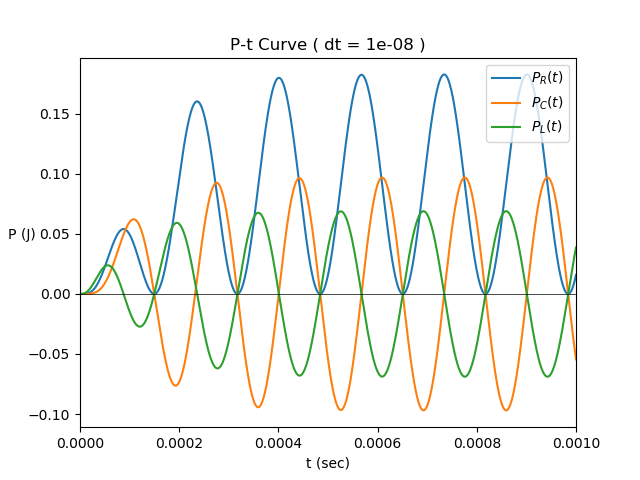 P-t Curve ( dt = 1e-08 )
P_R(t)
P_C(t)
P_L(t)
0.15
0.10
P (J) 0.05
0.00
−0.05
−0.10
0.0000 0.0002 0.0004 0.0006 0.0008 0.0010
t (sec)